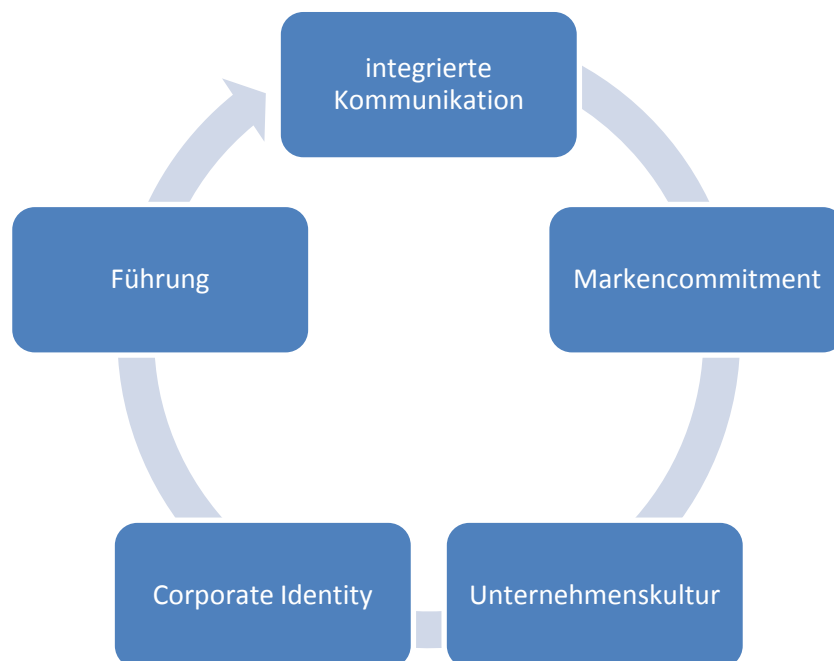 integrierte
Kommunikation
Führung
Markencommitment
Corporate Identity
Unternehmenskultur